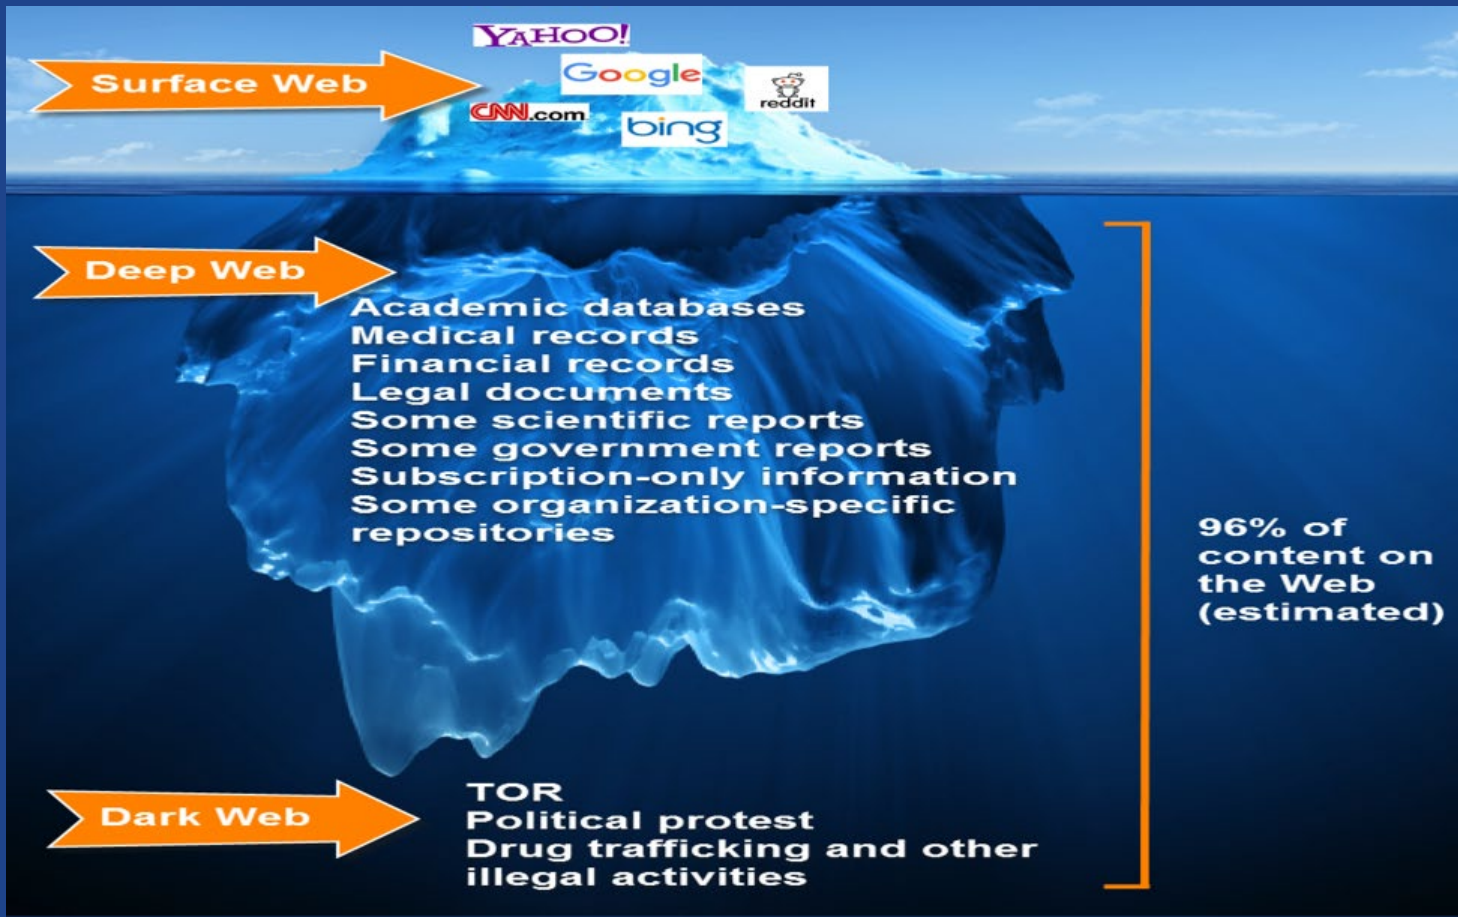 YAHOO!
Surface Web
Google
reddit
CNN.com
bing
Deep Web
Academic databases
Medical records
Financial records
Legal documents
Some scientific reports
Some government reports
Subscription-only information
Some organization-specific
repositories
96% of
content on
the Web
(estimated)
Dark Web
TOR
Political protest
Drug trafficking and other
illegal activities